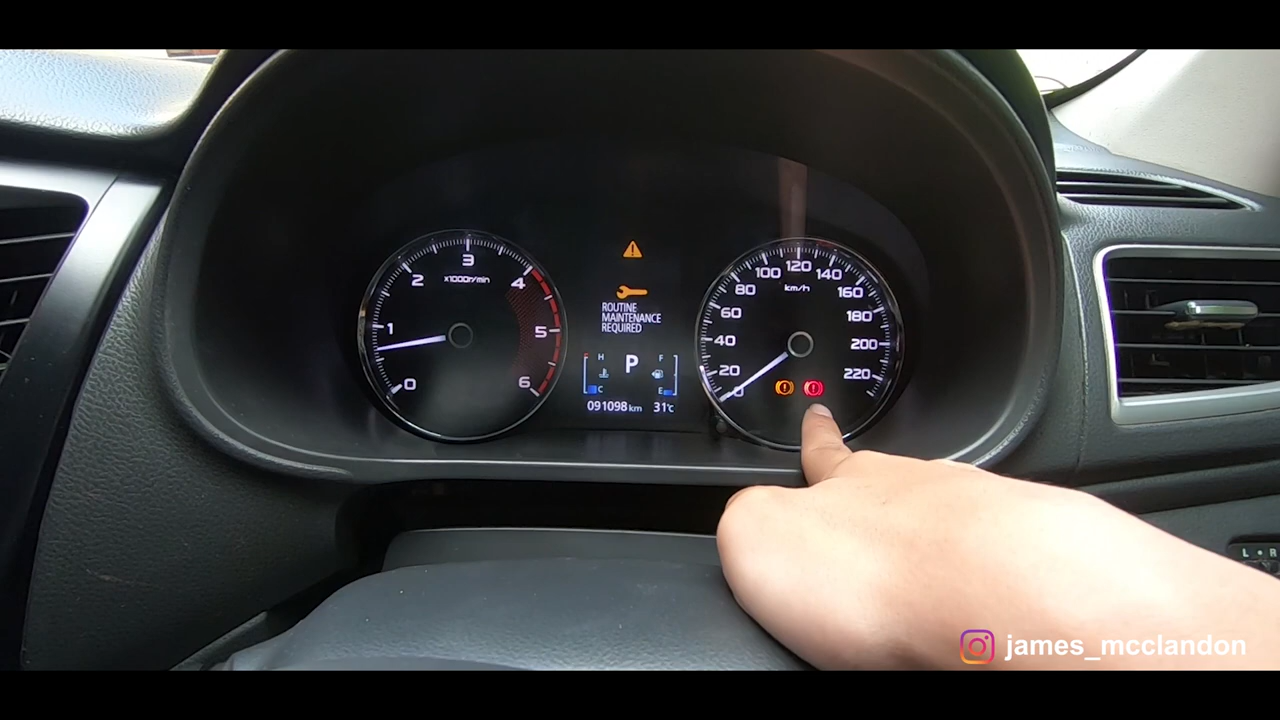 3
2
4
x1000r/min
1
5
0
6
ROUTINE
MAINTENANCE
REQUIRED
H
P
F
C
E
091098 km
31℃
120
100
140
km/h
80
160
60
180
40
200
20
220
0
L • R
james_mcclandon